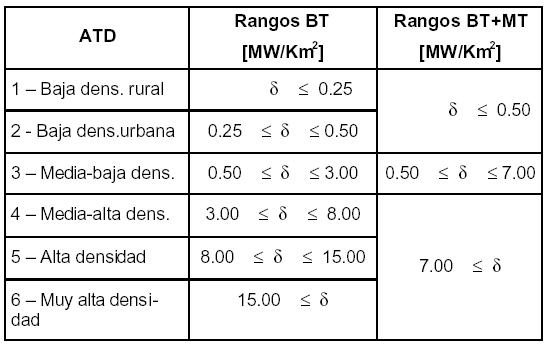 ATD Rangos BT Rangos BT+MT
[MW/Km²] [MW/Km²]
1 – Baja dens. rural δ ≤ 0.25
δ ≤ 0.50
2 - Baja dens.urbana 0.25 ≤ δ ≤ 0.50
3 – Media-baja dens. 0.50 ≤ δ ≤ 3.00 0.50 ≤ δ ≤ 7.00
4 – Media-alta dens. 3.00 ≤ δ ≤ 8.00
5 – Alta densidad 8.00 ≤ δ ≤ 15.00
7.00 ≤ δ
6 – Muy alta densi-
dad 15.00 ≤ δ